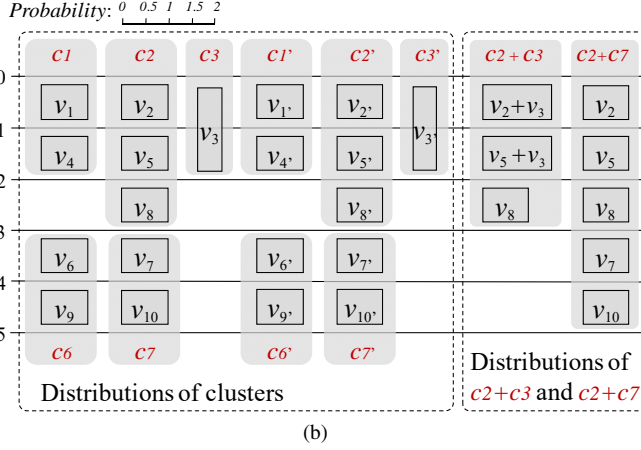 Probability: 0 0.5 1 1.5 2
c1 c2 c3 c1’ c2’ c3’ c2+c3 c2+c7
0
v1 v2 v3 v1’ v2’ v3’ v2+v3 v2
1
v4 v5 v4’ v5’ v5+v3 v5
2
v8 v8’ v8 v8
3
v6 v7 v6’ v7’ v7
4
v9 v10 v9’ v10’ v10
5
c6 c7 c6’ c7’
Distributions of clusters
Distributions of
c2+c3 and c2+c7
(b)